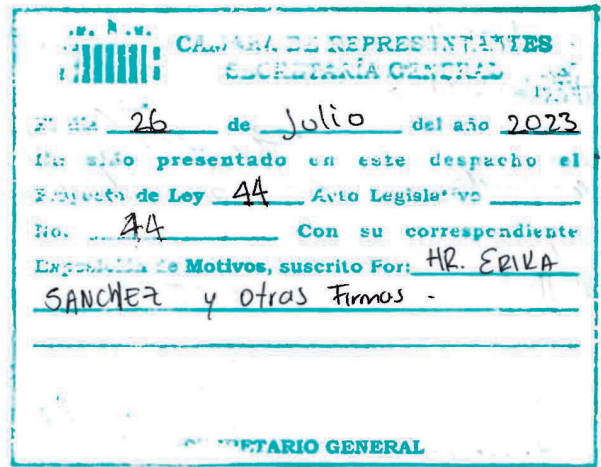 CAMARA DE REPRESENTANTES
SECRETARÍA GENERAL
El día 26 de Julio del año 2023
Ha sido presentado en este despacho el
Proyecto de Ley 44 Acto Legislativo
No. 44 Con su correspondiente
Exposición de Motivos, suscrito Por: HR. ERIKA
SANCHEZ y Otras Firmas -
SECRETARIO GENERAL